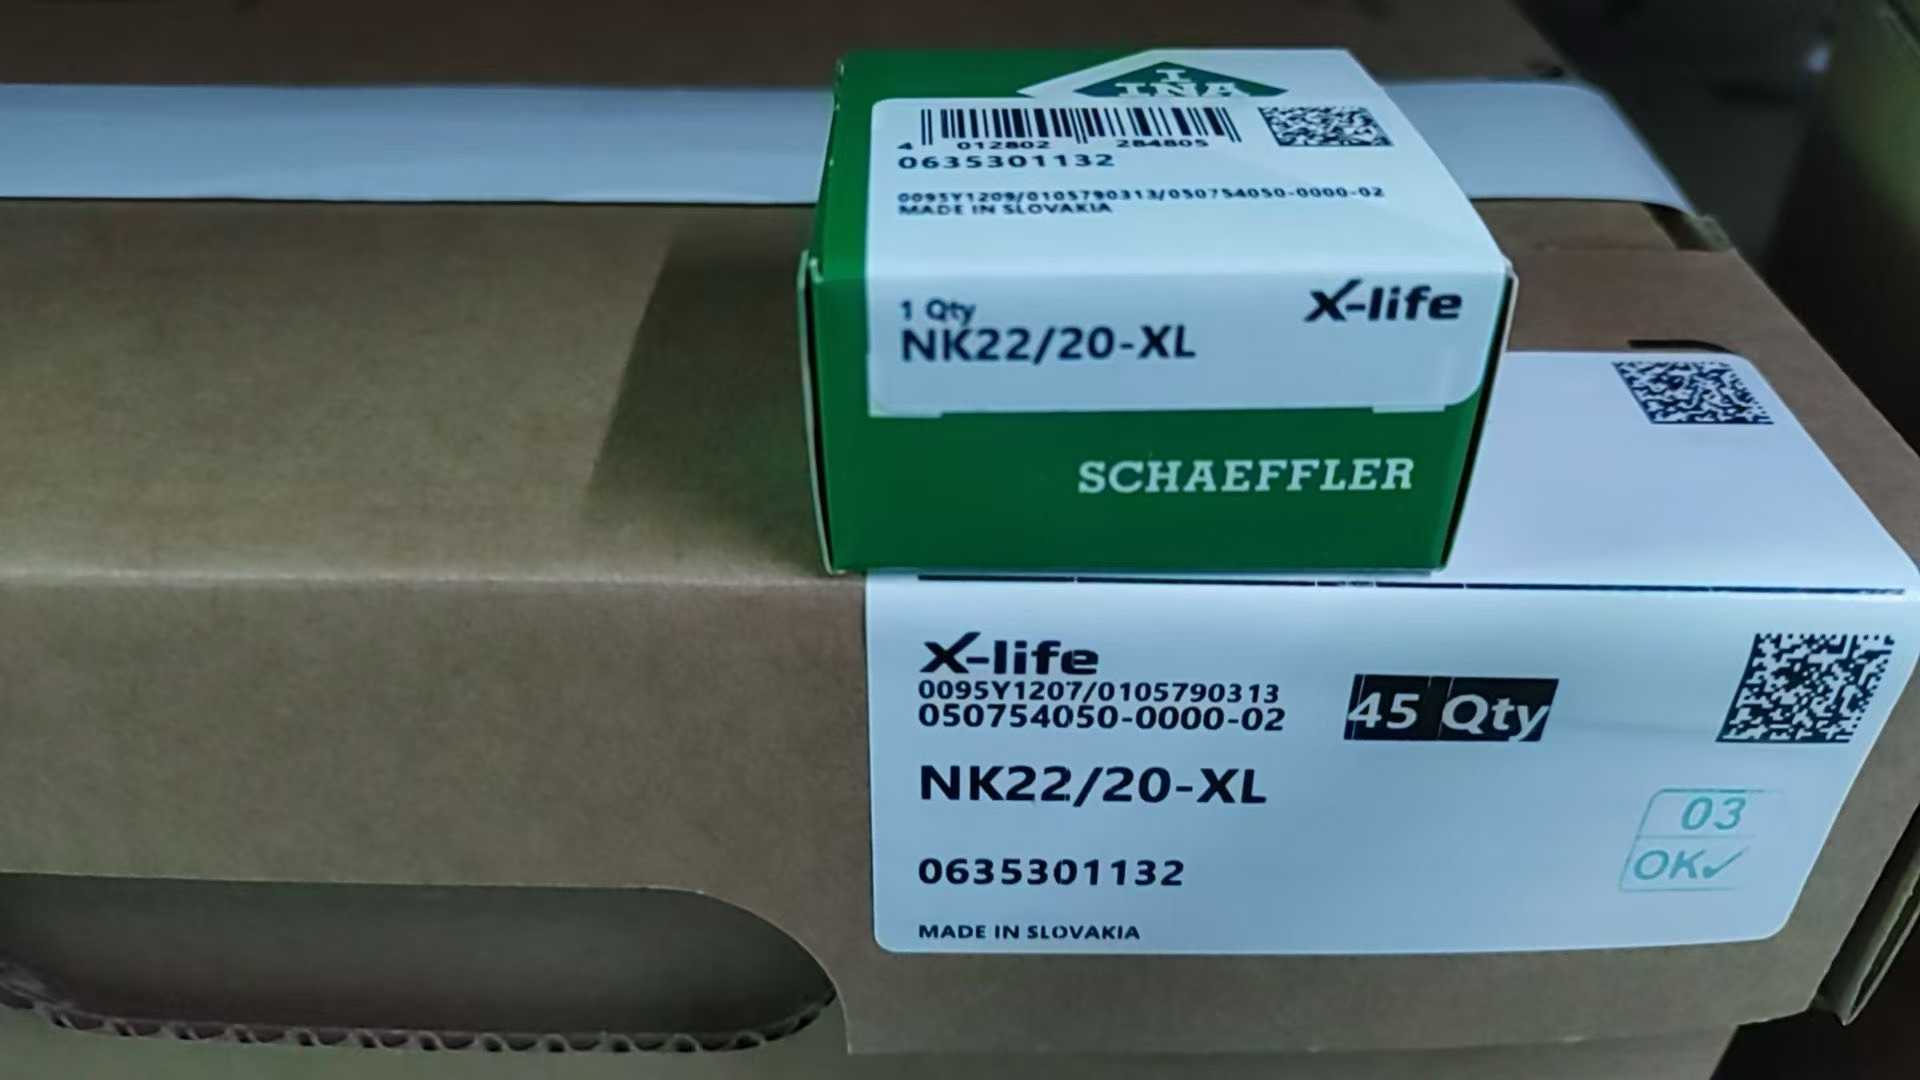 INA
4 012802 284805
0635301132
0095Y1209/0105790313/050754050-0000-02
MADE IN SLOVAKIA
1 Qty
X-life
NK22/20-XL
SCHAEFFLER
X-life
0095Y1207/0105790313
050754050-0000-02
45 Qty
NK22/20-XL
03
OK✓
0635301132
MADE IN SLOVAKIA